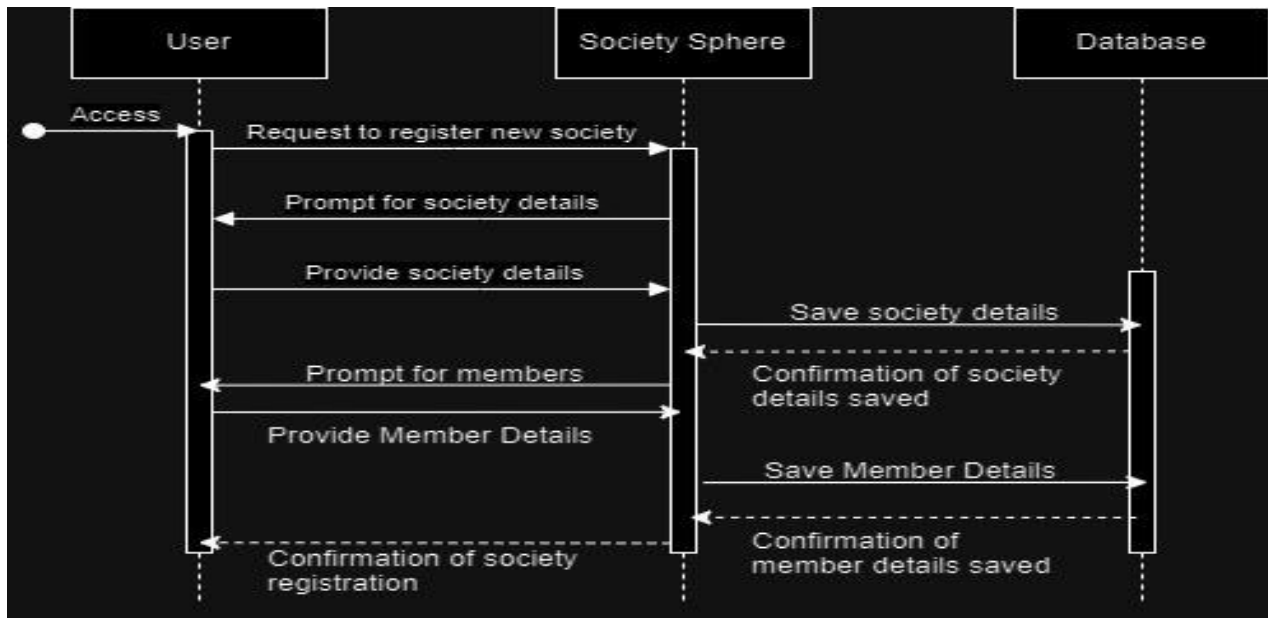 User
Society Sphere
Database
Access
Request to register new society
Prompt for society details
Provide society details
Save society details
Confirmation of society
details saved
Prompt for members
Provide Member Details
Save Member Details
Confirmation of
member details saved
Confirmation of society
registration